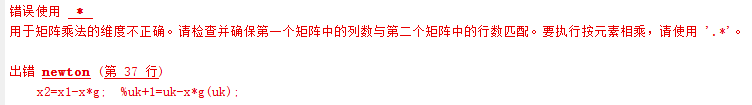 错误使用  *
用于矩阵乘法的维度不正确。请检查并确保第一个矩阵中的列数与第二个矩阵中的行数匹配。要执行按元素相乘，请使用 '.*'。
出错 newton (第 37 行)
    x2=x1-x*g;  %uk+1=uk-x*g(uk);